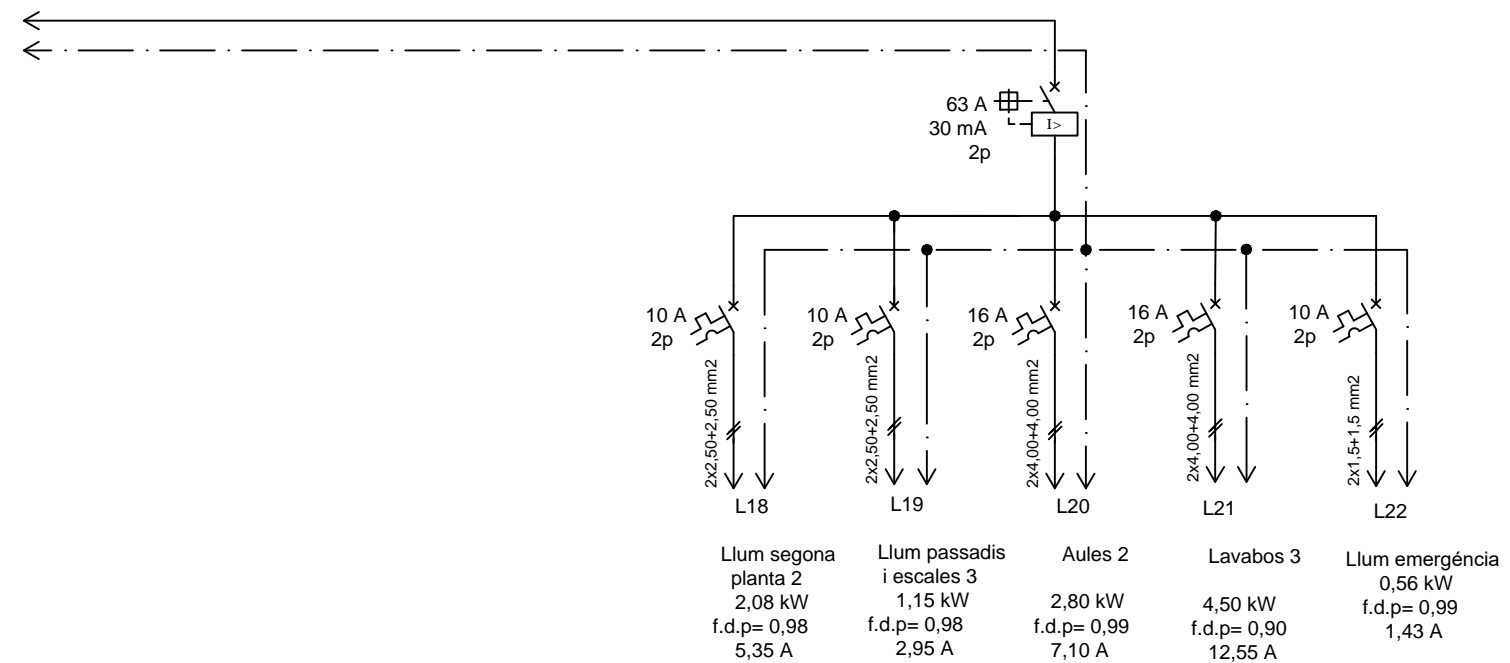 63 A
30 mA
2p
I>
10 A
2p
10 A
2p
16 A
2p
16 A
2p
10 A
2p
2x2,50+2,50 mm2
2x2,50+2,50 mm2
2x4,00+4,00 mm2
2x4,00+4,00 mm2
2x1,5+1,5 mm2
L18
L19
L20
L21
L22
Llum segona
planta 2
2,08 kW
f.d.p= 0,98
5,35 A
Llum passadis
i escales 3
1,15 kW
f.d.p= 0,98
2,95 A
Aules 2
2,80 kW
f.d.p= 0,99
7,10 A
Lavabos 3
4,50 kW
f.d.p= 0,90
12,55 A
Llum emergéncia
0,56 kW
f.d.p= 0,99
1,43 A